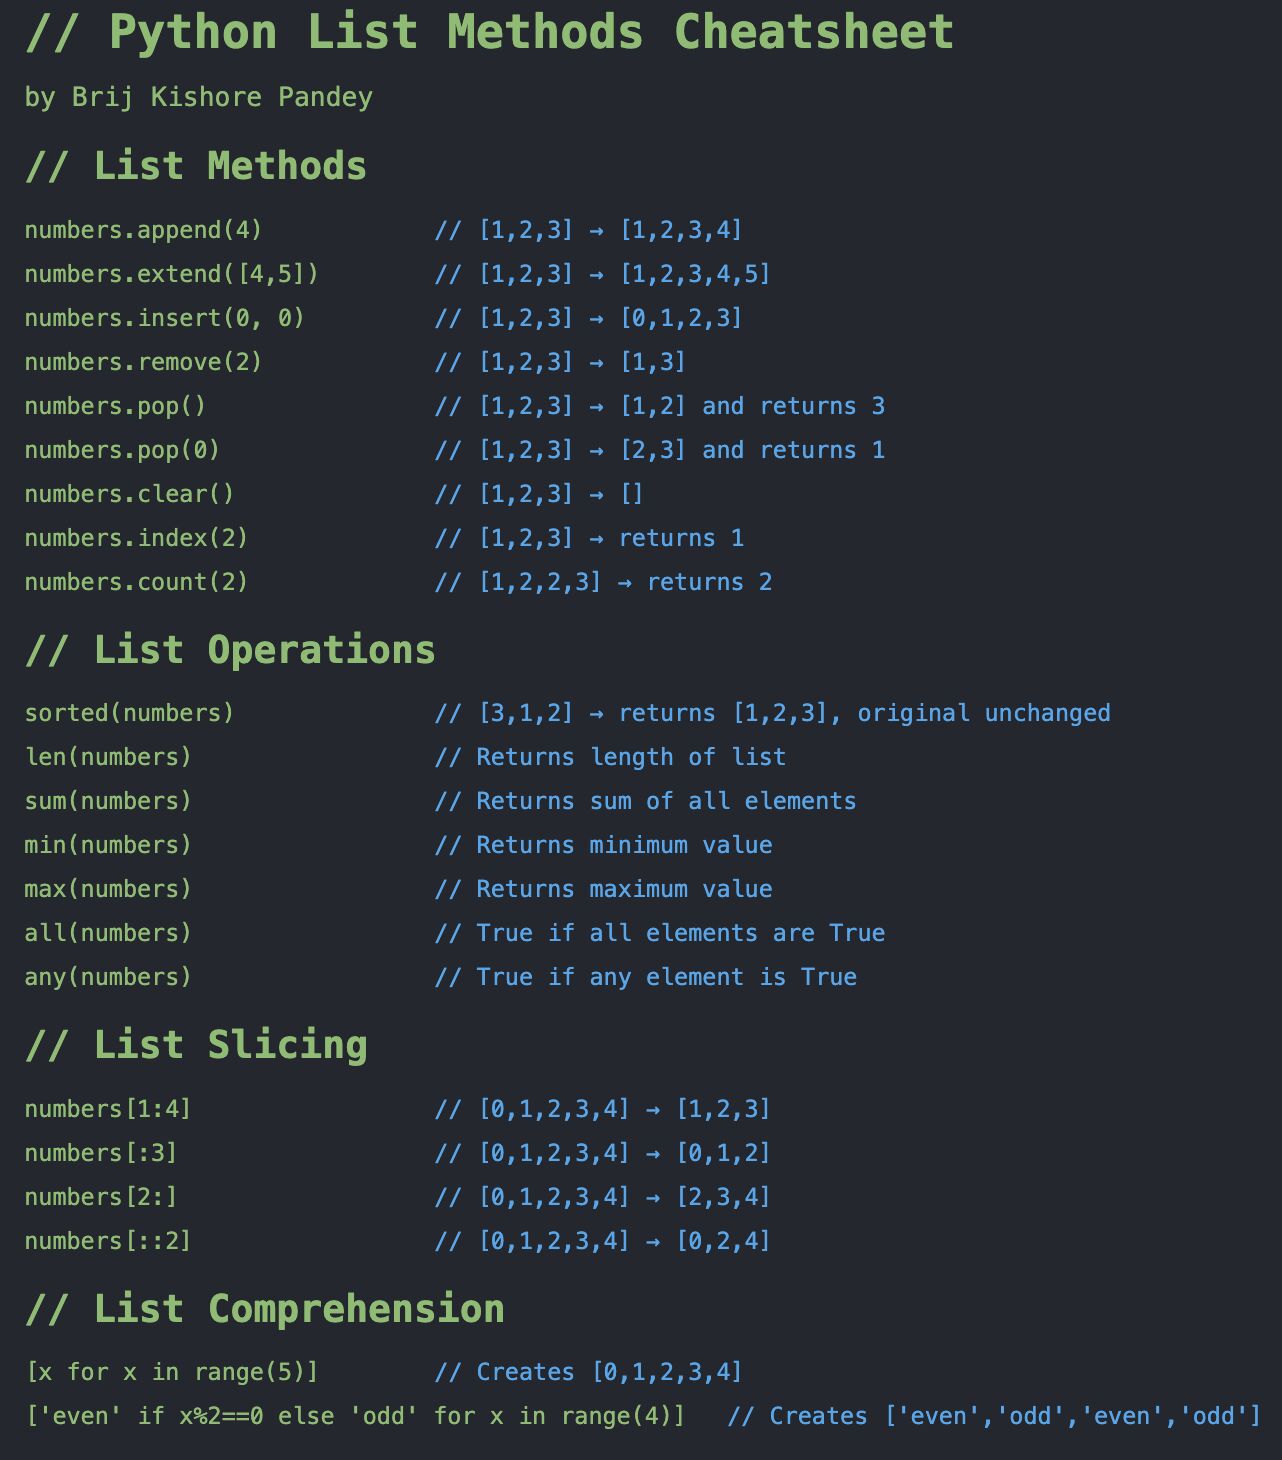 // Python List Methods Cheatsheet
by Brij Kishore Pandey
// List Methods
numbers.append(4) // [1,2,3] → [1,2,3,4]
numbers.extend([4,5]) // [1,2,3] → [1,2,3,4,5]
numbers.insert(0, 0) // [1,2,3] → [0,1,2,3]
numbers.remove(2) // [1,2,3] → [1,3]
numbers.pop() // [1,2,3] → [1,2] and returns 3
numbers.pop(0) // [1,2,3] → [2,3] and returns 1
numbers.clear() // [1,2,3] → []
numbers.index(2) // [1,2,3] → returns 1
numbers.count(2) // [1,2,2,3] → returns 2
// List Operations
sorted(numbers) // [3,1,2] → returns [1,2,3], original unchanged
len(numbers) // Returns length of list
sum(numbers) // Returns sum of all elements
min(numbers) // Returns minimum value
max(numbers) // Returns maximum value
all(numbers) // True if all elements are True
any(numbers) // True if any element is True
// List Slicing
numbers[1:4] // [0,1,2,3,4] → [1,2,3]
numbers[:3] // [0,1,2,3,4] → [0,1,2]
numbers[2:] // [0,1,2,3,4] → [2,3,4]
numbers[::2] // [0,1,2,3,4] → [0,2,4]
// List Comprehension
[x for x in range(5)] // Creates [0,1,2,3,4]
['even' if x%2==0 else 'odd' for x in range(4)] // Creates ['even','odd','even','odd']